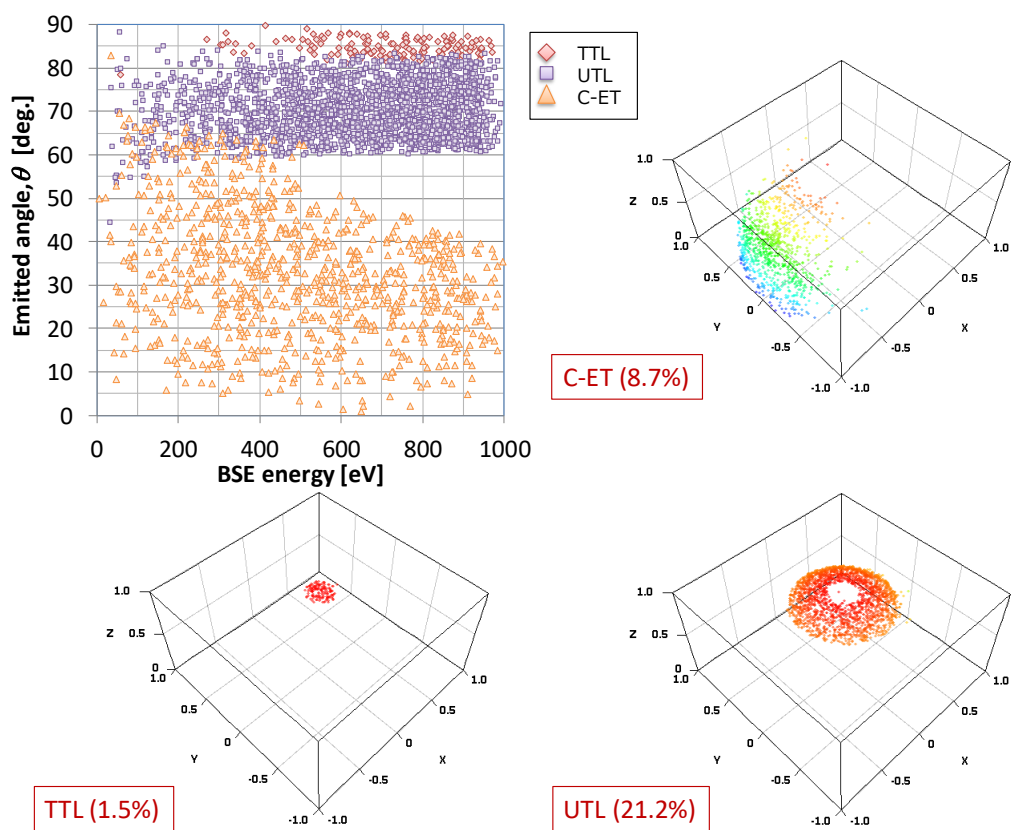 90
80
70
60
50
40
30
20
10
0
Emitted angle, θ [deg.]
0 200 400 600 800 1000
BSE energy [eV]
TTL
UTL
C-ET
1.0
Z 0.5
0
1.0
0.5
Y 0
-0.5
-1.0
-1.0
-0.5
0 X
0.5
1.0
C-ET (8.7%)
1.0
Z 0.5
0
1.0
0.5
0
Y
-0.5
-1.0
-1.0
-0.5
0
X
0.5
1.0
TTL (1.5%)
1.0
Z 0.5
0
1.0
0.5
0
Y
-0.5
-1.0
-1.0
-0.5
0
X
0.5
1.0
UTL (21.2%)